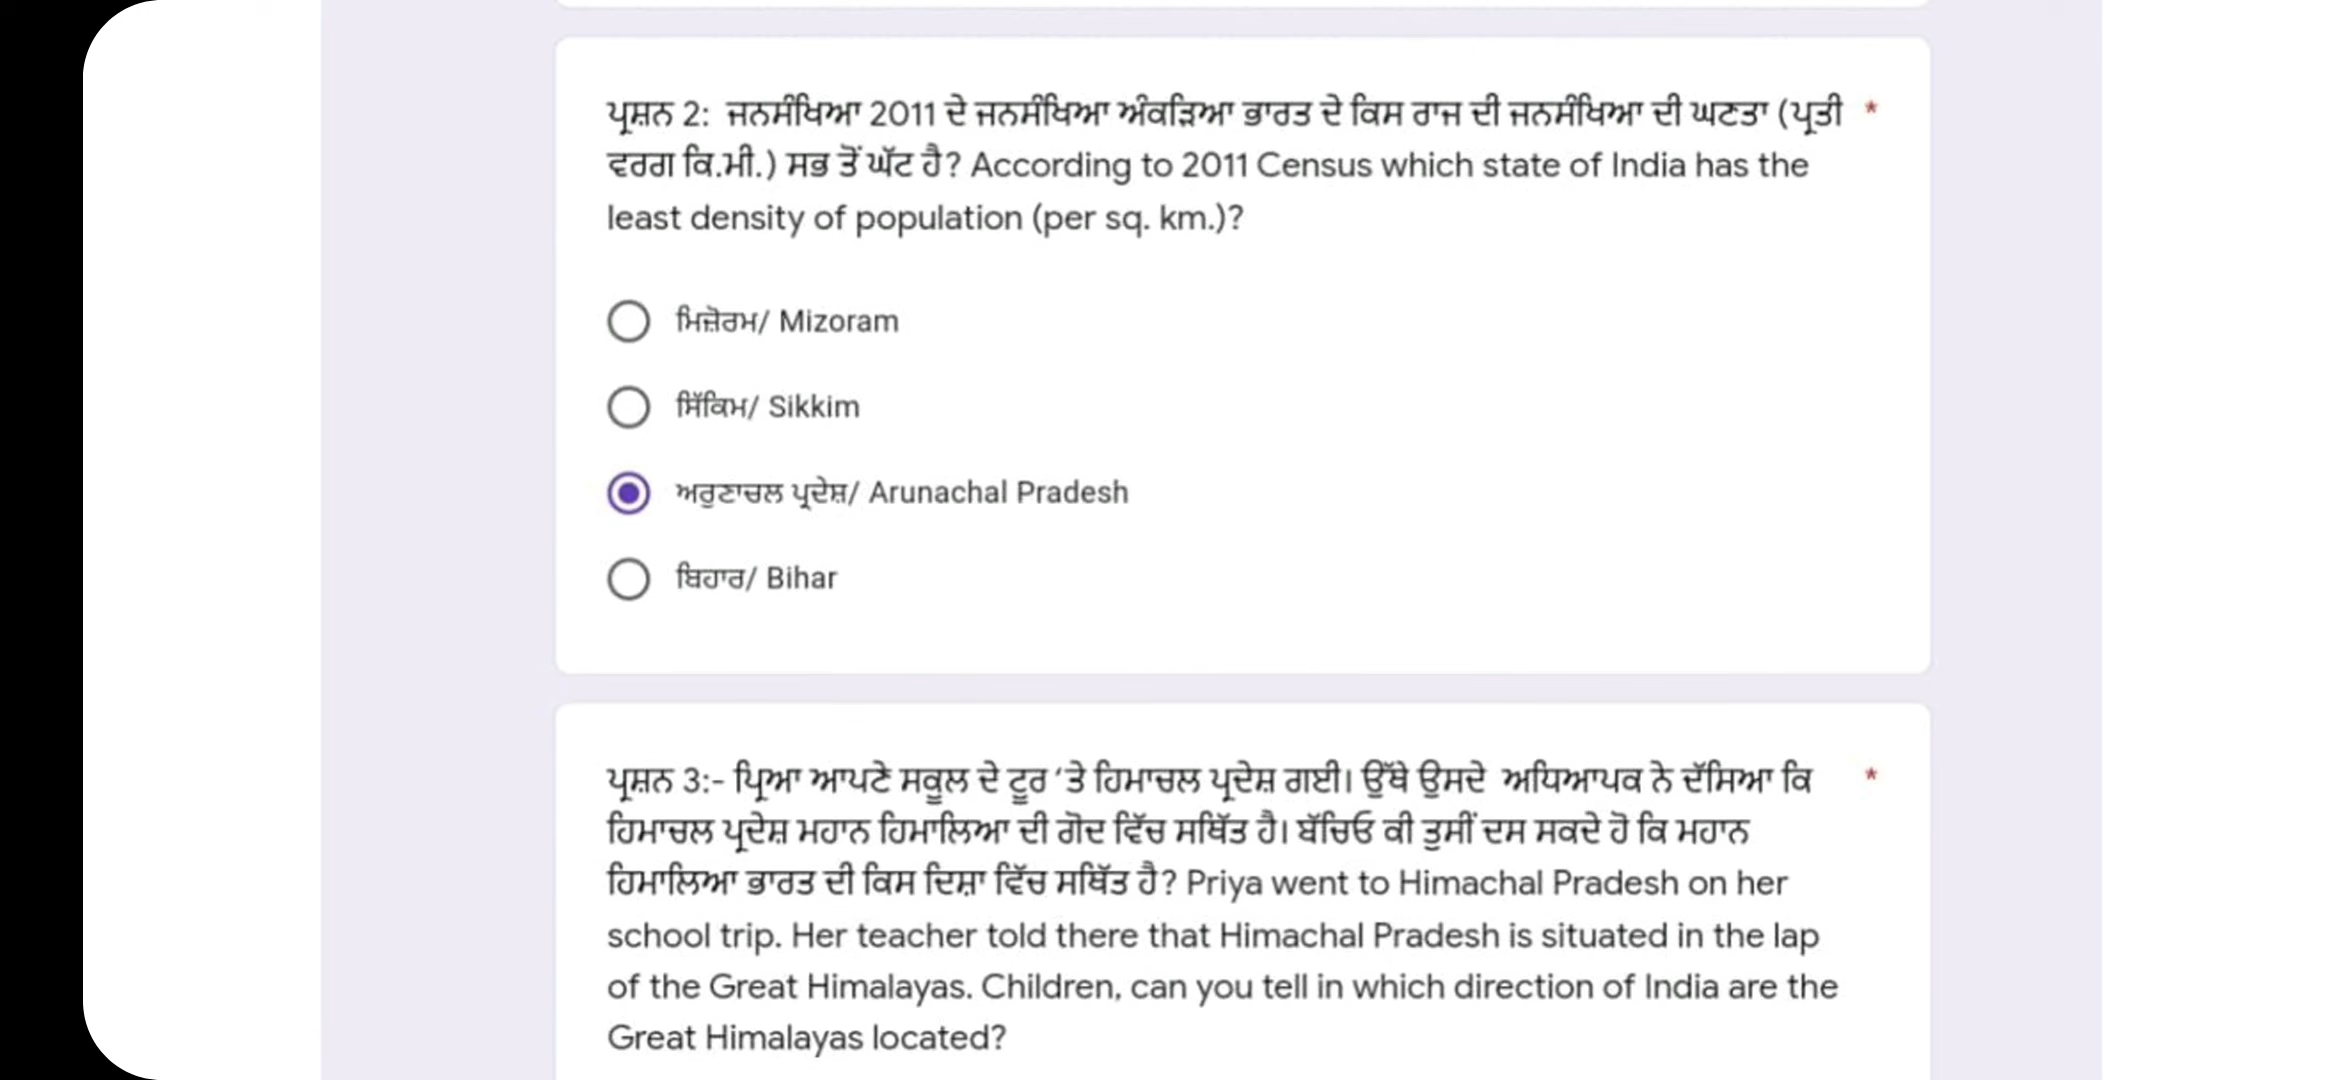 ਪ੍ਰਸ਼ਨ 2: ਜਨਸੰਖਿਆ 2011 ਦੇ ਜਨਸੰਖਿਆ ਅੰਕੜਿਆ ਭਾਰਤ ਦੇ ਕਿਸ ਰਾਜ ਦੀ ਜਨਸੰਖਿਆ ਦੀ ਘਣਤਾ (ਪ੍ਰਤੀ *
ਵਰਗ ਕਿ.ਮੀ.) ਸਭ ਤੋਂ ਘੱਟ ਹੈ? According to 2011 Census which state of India has the
least density of population (per sq. km.)?
ਮਿਜ਼ੋਰਮ/ Mizoram
ਸਿੱਕਿਮ/ Sikkim
ਅਰੁਣਾਚਲ ਪ੍ਰਦੇਸ਼/ Arunachal Pradesh
ਬਿਹਾਰ/ Bihar
ਪ੍ਰਸ਼ਨ 3:- ਪ੍ਰਿਆ ਆਪਣੇ ਸਕੂਲ ਦੇ ਟੂਰ ‘ਤੇ ਹਿਮਾਚਲ ਪ੍ਰਦੇਸ਼ ਗਈ। ਉੱਥੇ ਉਸਦੇ ਅਧਿਆਪਕ ਨੇ ਦੱਸਿਆ ਕਿ *
ਹਿਮਾਚਲ ਪ੍ਰਦੇਸ਼ ਮਹਾਨ ਹਿਮਾਲਿਆ ਦੀ ਗੋਦ ਵਿੱਚ ਸਥਿੱਤ ਹੈ। ਬੱਚਿਓ ਕੀ ਤੁਸੀਂ ਦਸ ਸਕਦੇ ਹੋ ਕਿ ਮਹਾਨ
ਹਿਮਾਲਿਆ ਭਾਰਤ ਦੀ ਕਿਸ ਦਿਸ਼ਾ ਵਿੱਚ ਸਥਿੱਤ ਹੈ? Priya went to Himachal Pradesh on her
school trip. Her teacher told there that Himachal Pradesh is situated in the lap
of the Great Himalayas. Children, can you tell in which direction of India are the
Great Himalayas located?